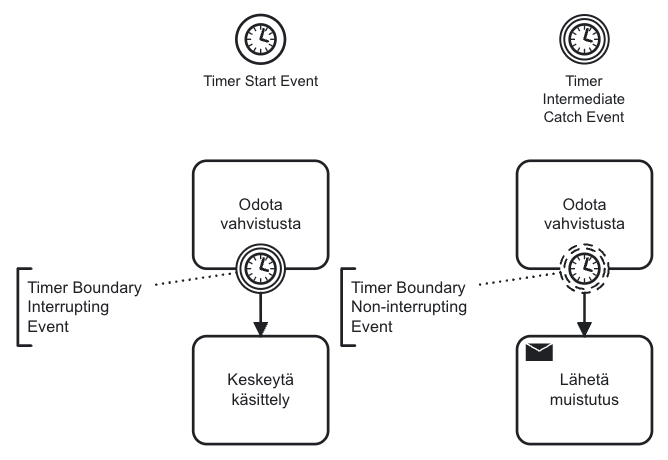 Timer Start Event
Timer
Intermediate
Catch Event
Odota
vahvistusta
Odota
vahvistusta
Timer Boundary
Interrupting
Event
Timer Boundary
Non-interrupting
Event
Keskeytä
käsittely
Lähetä
muistutus